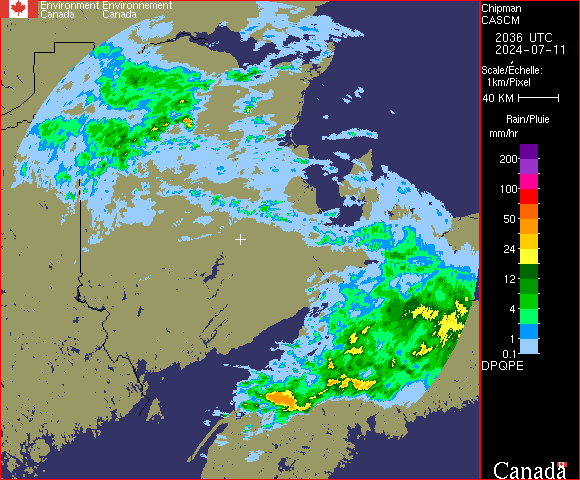 Environment Environnement
Canada Canada
Chipman
CASCM
2036 UTC
2024-07-11
Scale/Échelle:
1km/Pixel
40 KM
Rain/Pluie
mm/hr
200
100
50
24
12
4
1
0.1
DPQPE
Canada